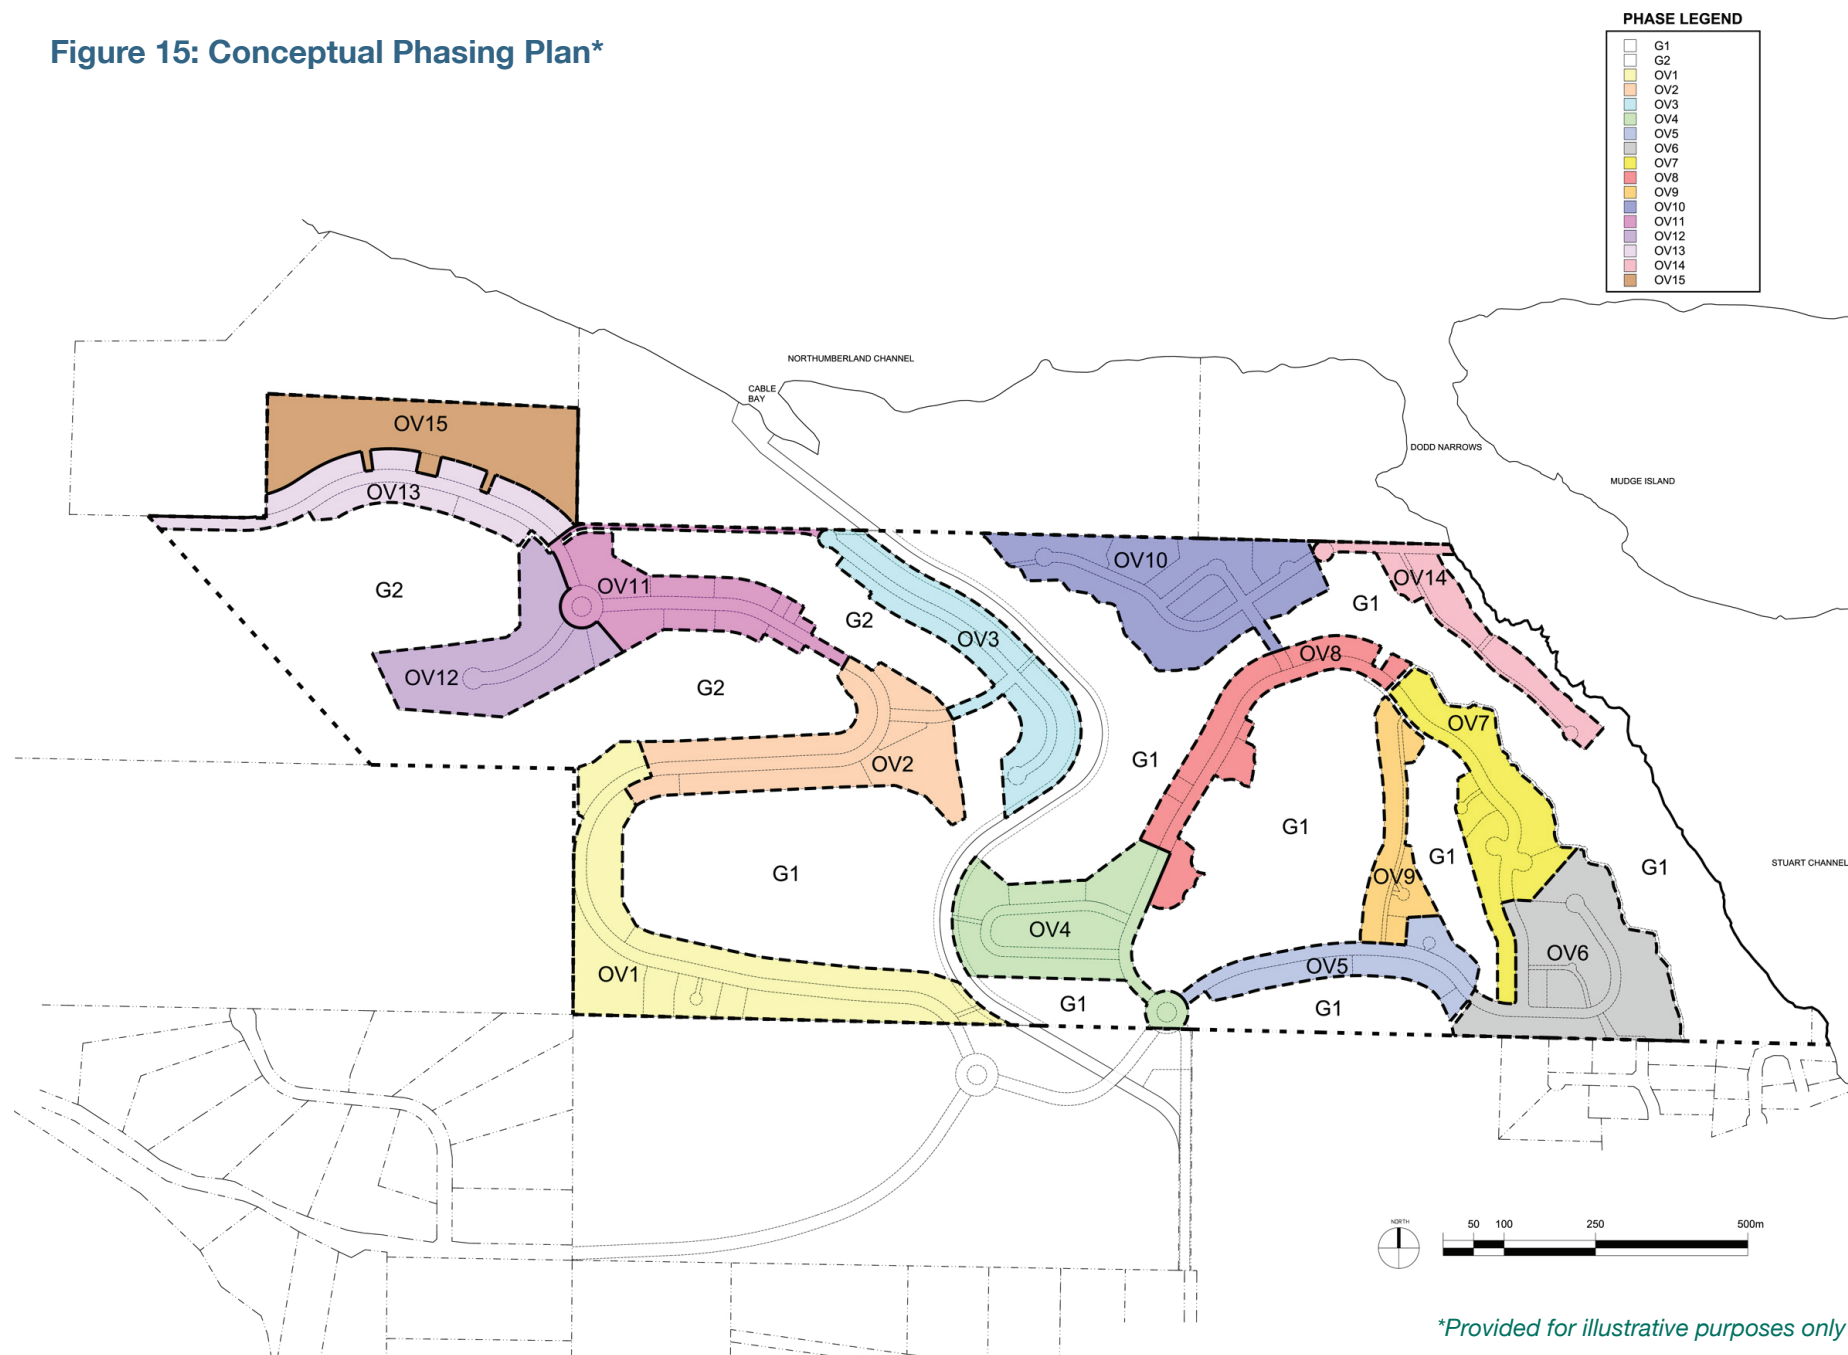 Figure 15: Conceptual Phasing Plan*
PHASE LEGEND
G1
G2
OV1
OV2
OV3
OV4
OV5
OV6
OV7
OV8
OV9
OV10
OV11
OV12
OV13
OV14
OV15
NORTHUMBERLAND CHANNEL
CABLE
BAY
DODD NARROWS
MUDGE ISLAND
OV15
OV13
OV10
OV14
G2
OV11
G1
G2
OV3
OV8
OV12
G2
OV7
G1
OV2
G1
G1
G1
STUART CHANNEL
G1
OV9
OV4
OV6
OV5
OV1
G1
G1
NORTH
50 100 250 500m
*Provided for illustrative purposes only